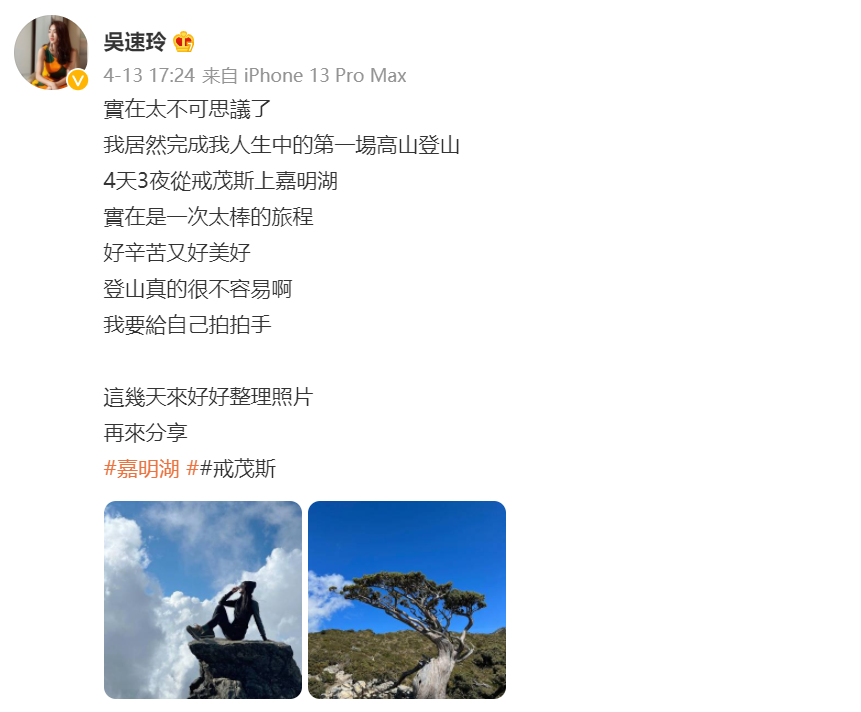 吳速玲
4-13 17:24 来自 iPhone 13 Pro Max
實在太不可思議了
我居然完成我人生中的第一場高山登山
4天3夜從戒茂斯上嘉明湖
實在是一次太棒的旅程
好辛苦又好美好
登山真的很不容易啊
我要給自己拍拍手
這幾天來好好整理照片
再來分享
#嘉明湖 ##戒茂斯